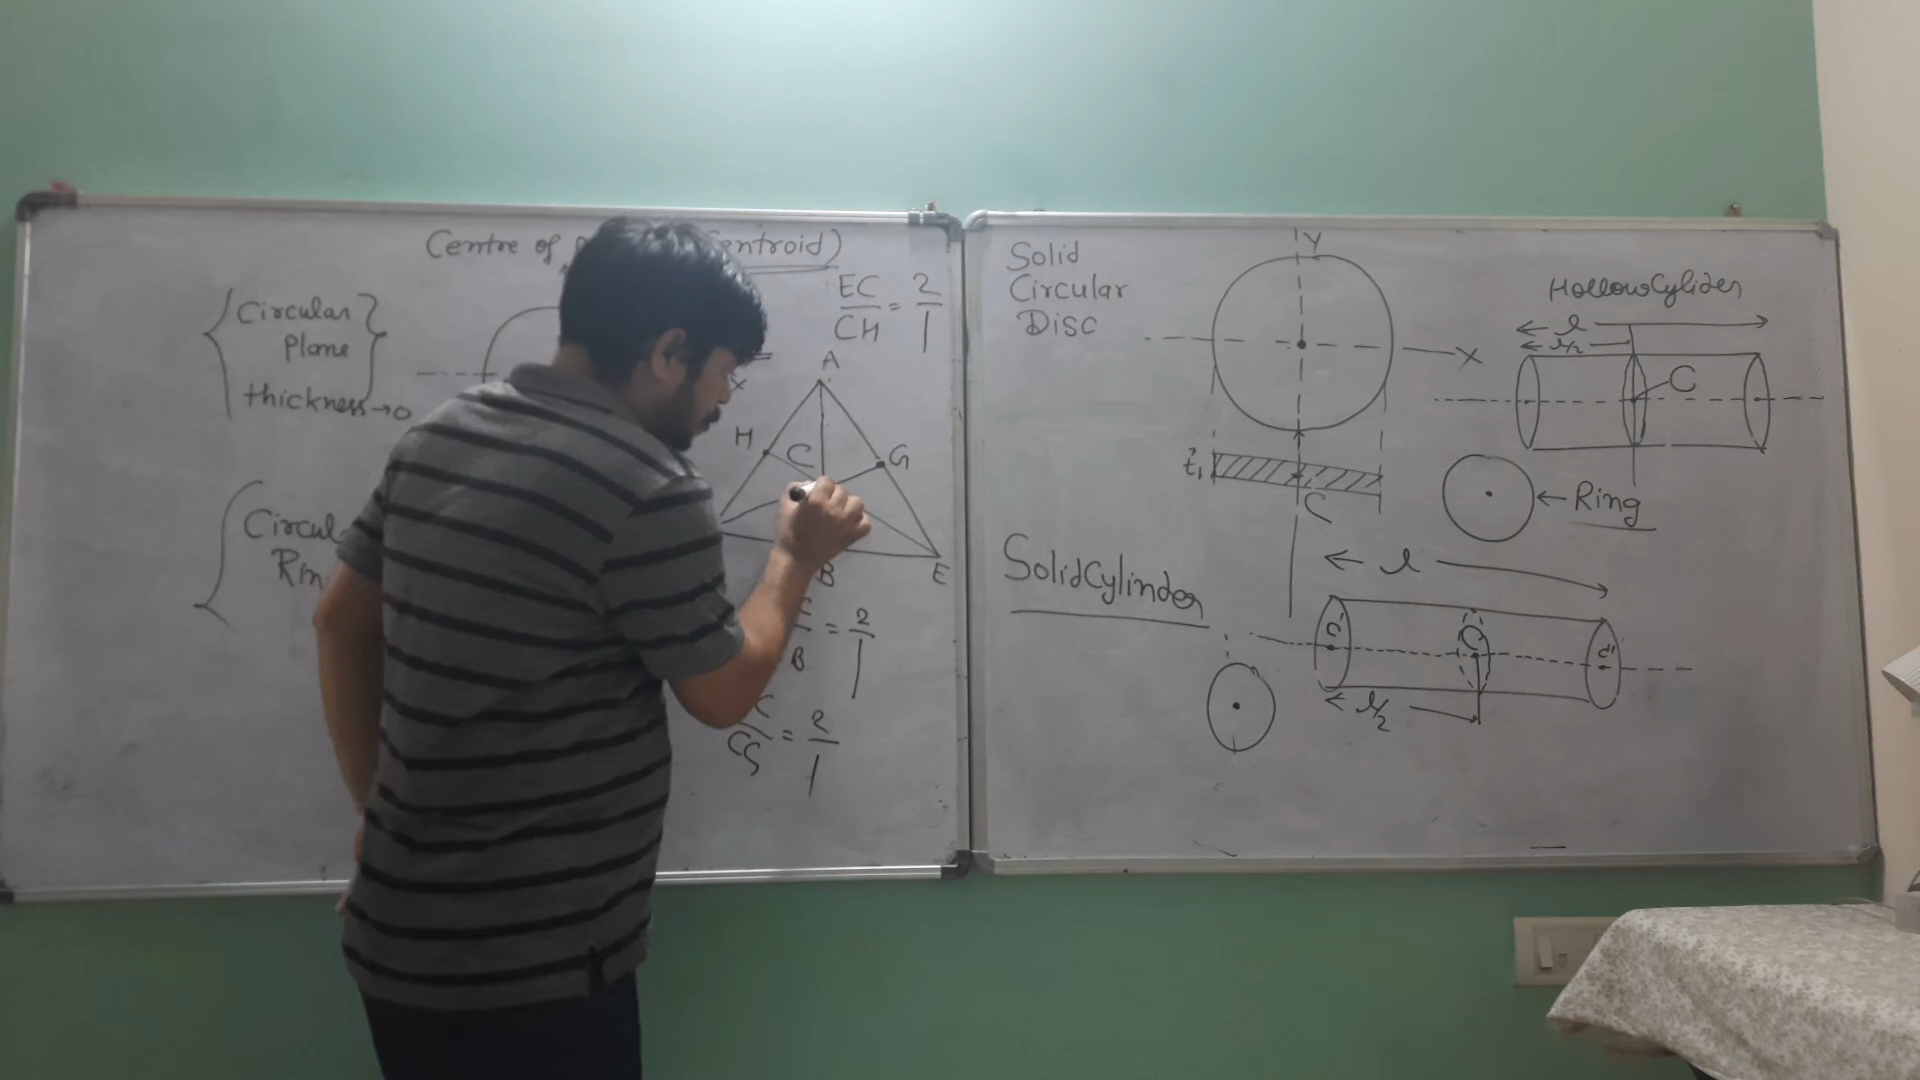 Centre of entroid)
{ Circular }
Plane
thickness→0
Circul
Rin
EC/CH = 2/1
A
x
H
C
G
B
E
C/B = 2/1
C/CG = 2/1
Solid
Circular
Disc
Y
X
t₁
C
Hollow Cylider
l
l/2
C
Ring
Solid Cylinder
l
C'
C
C''
l/2